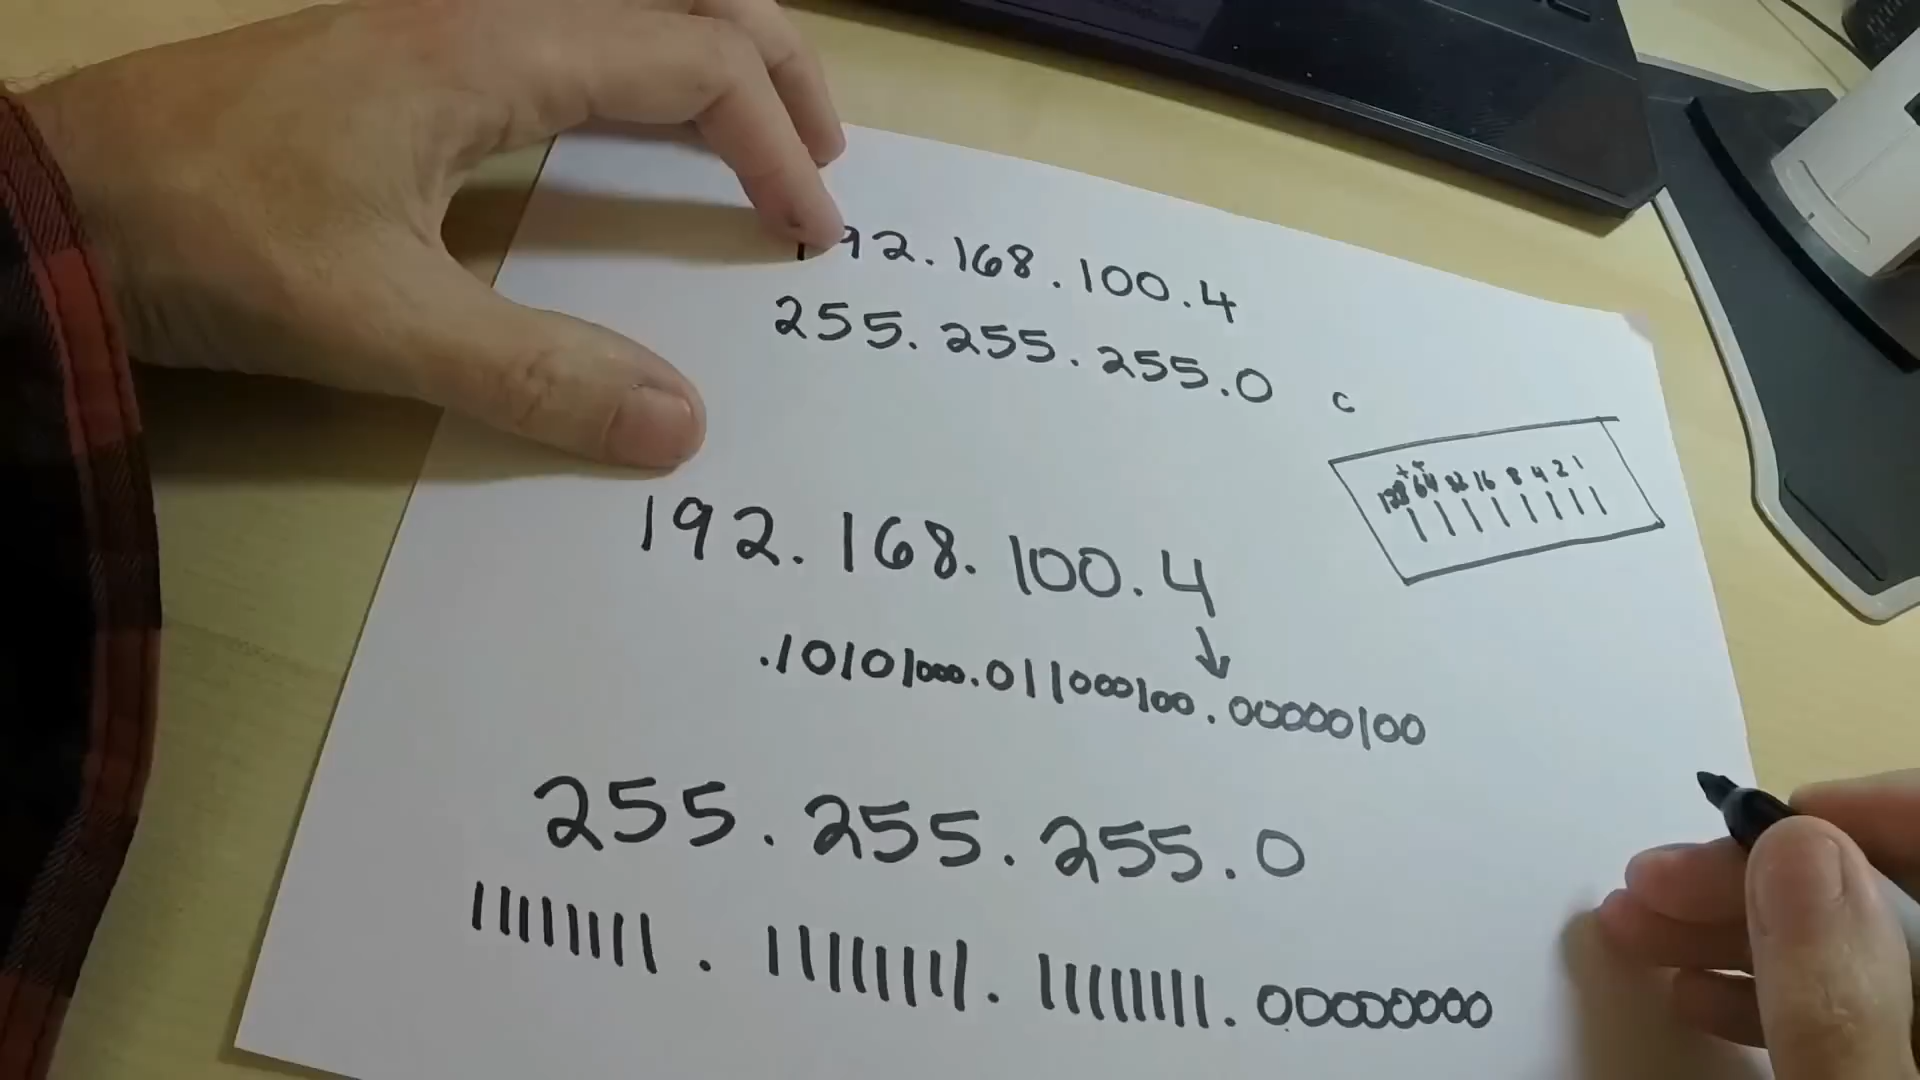 192.168.100.4
255.255.255.0 C
128 64 32 16 8 4 2 1
192.168.100.4
.10101000.011000100.00000100
255.255.255.0
11111111.11111111.11111111.00000000